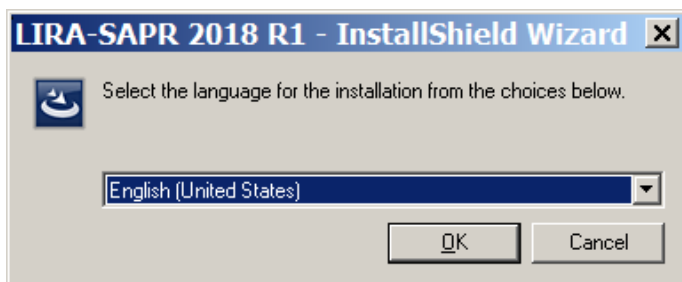 LIRA-SAPR 2018 R1 - InstallShield Wizard
Select the language for the installation from the choices below.
English (United States)
OK
Cancel